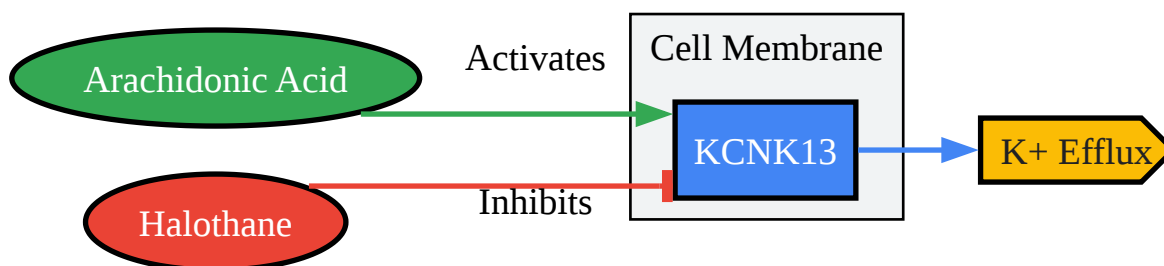 Arachidonic Acid
Activates
Cell Membrane
KCNK13
K+ Efflux
Halothane
Inhibits